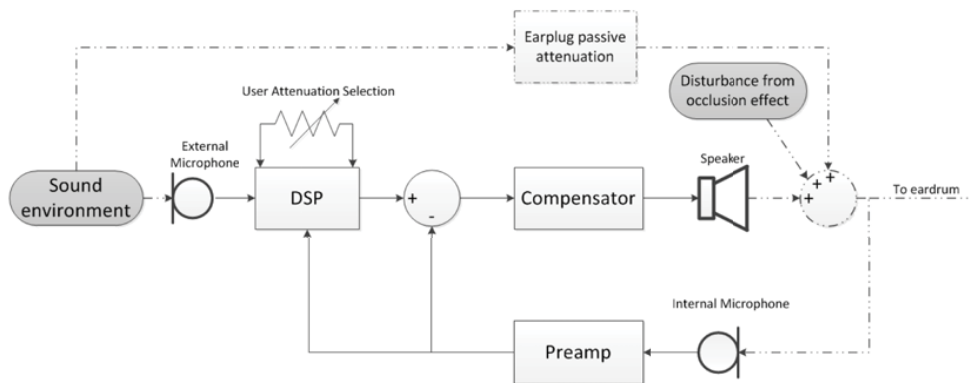 Earplug passive
attenuation
Disturbance from
occlusion effect
User Attenuation Selection
External
Microphone
Speaker
Sound
environment
DSP
+
-
Compensator
+
+
+
To eardrum
Internal Microphone
Preamp